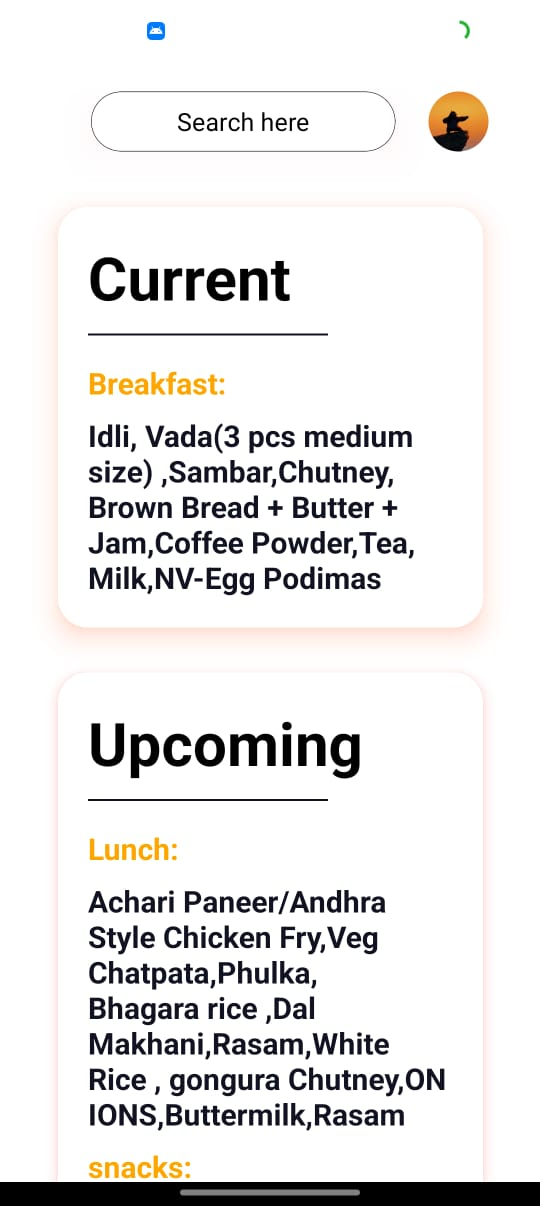 Search here
Current
Breakfast:
Idli, Vada(3 pcs medium
size) ,Sambar,Chutney,
Brown Bread + Butter +
Jam,Coffee Powder,Tea,
Milk,NV-Egg Podimas
Upcoming
Lunch:
Achari Paneer/Andhra
Style Chicken Fry,Veg
Chatpata,Phulka,
Bhagara rice ,Dal
Makhani,Rasam,White
Rice , gongura Chutney,ON
IONS,Buttermilk,Rasam
snacks: